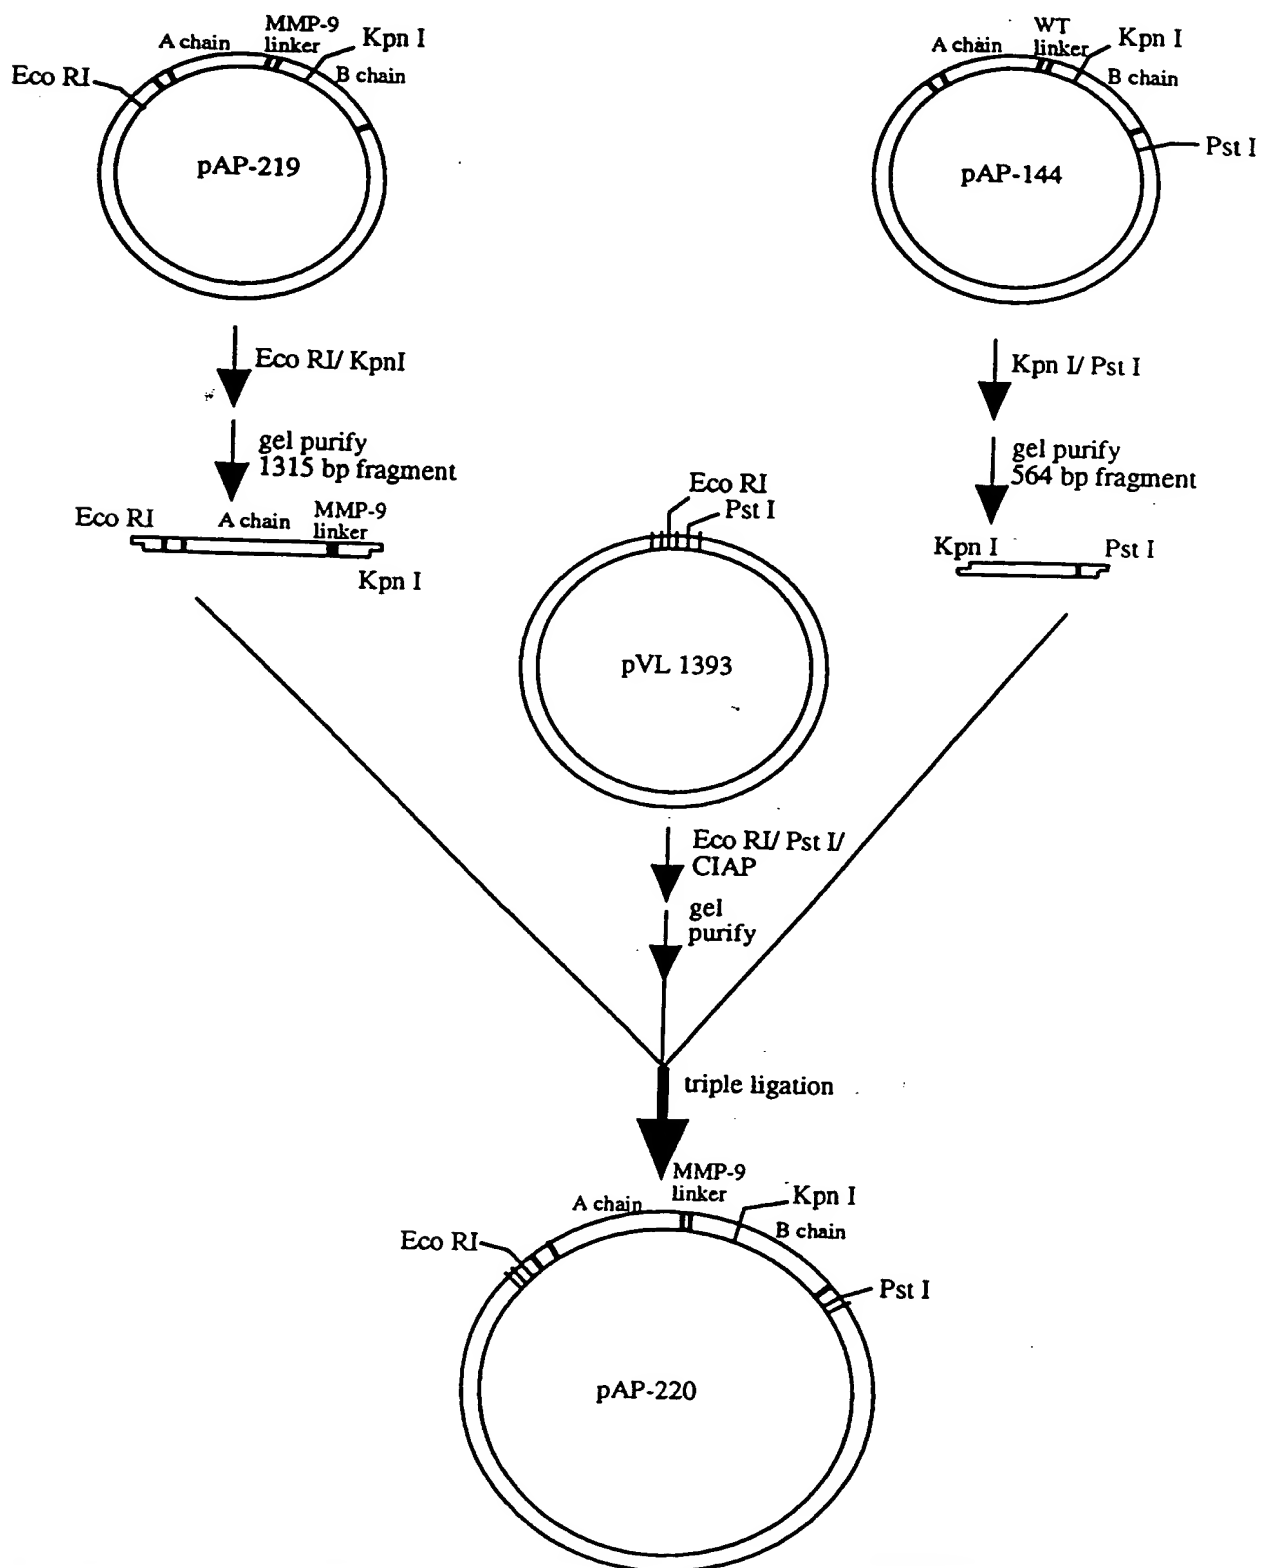 MMP-9
linker
A chain
Kpn I
Eco RI
B chain
pAP-219
WT
linker
A chain
Kpn I
B chain
Pst I
pAP-144
Eco RI/ KpnI
gel purify
1315 bp fragment
Kpn I/ Pst I
gel purify
564 bp fragment
Eco RI
A chain
MMP-9
linker
Kpn I
Eco RI
Pst I
pVL 1393
Kpn I
Pst I
Eco RI/ Pst I/
CIAP
gel
purify
triple ligation
MMP-9
linker
A chain
Kpn I
B chain
Eco RI
Pst I
pAP-220